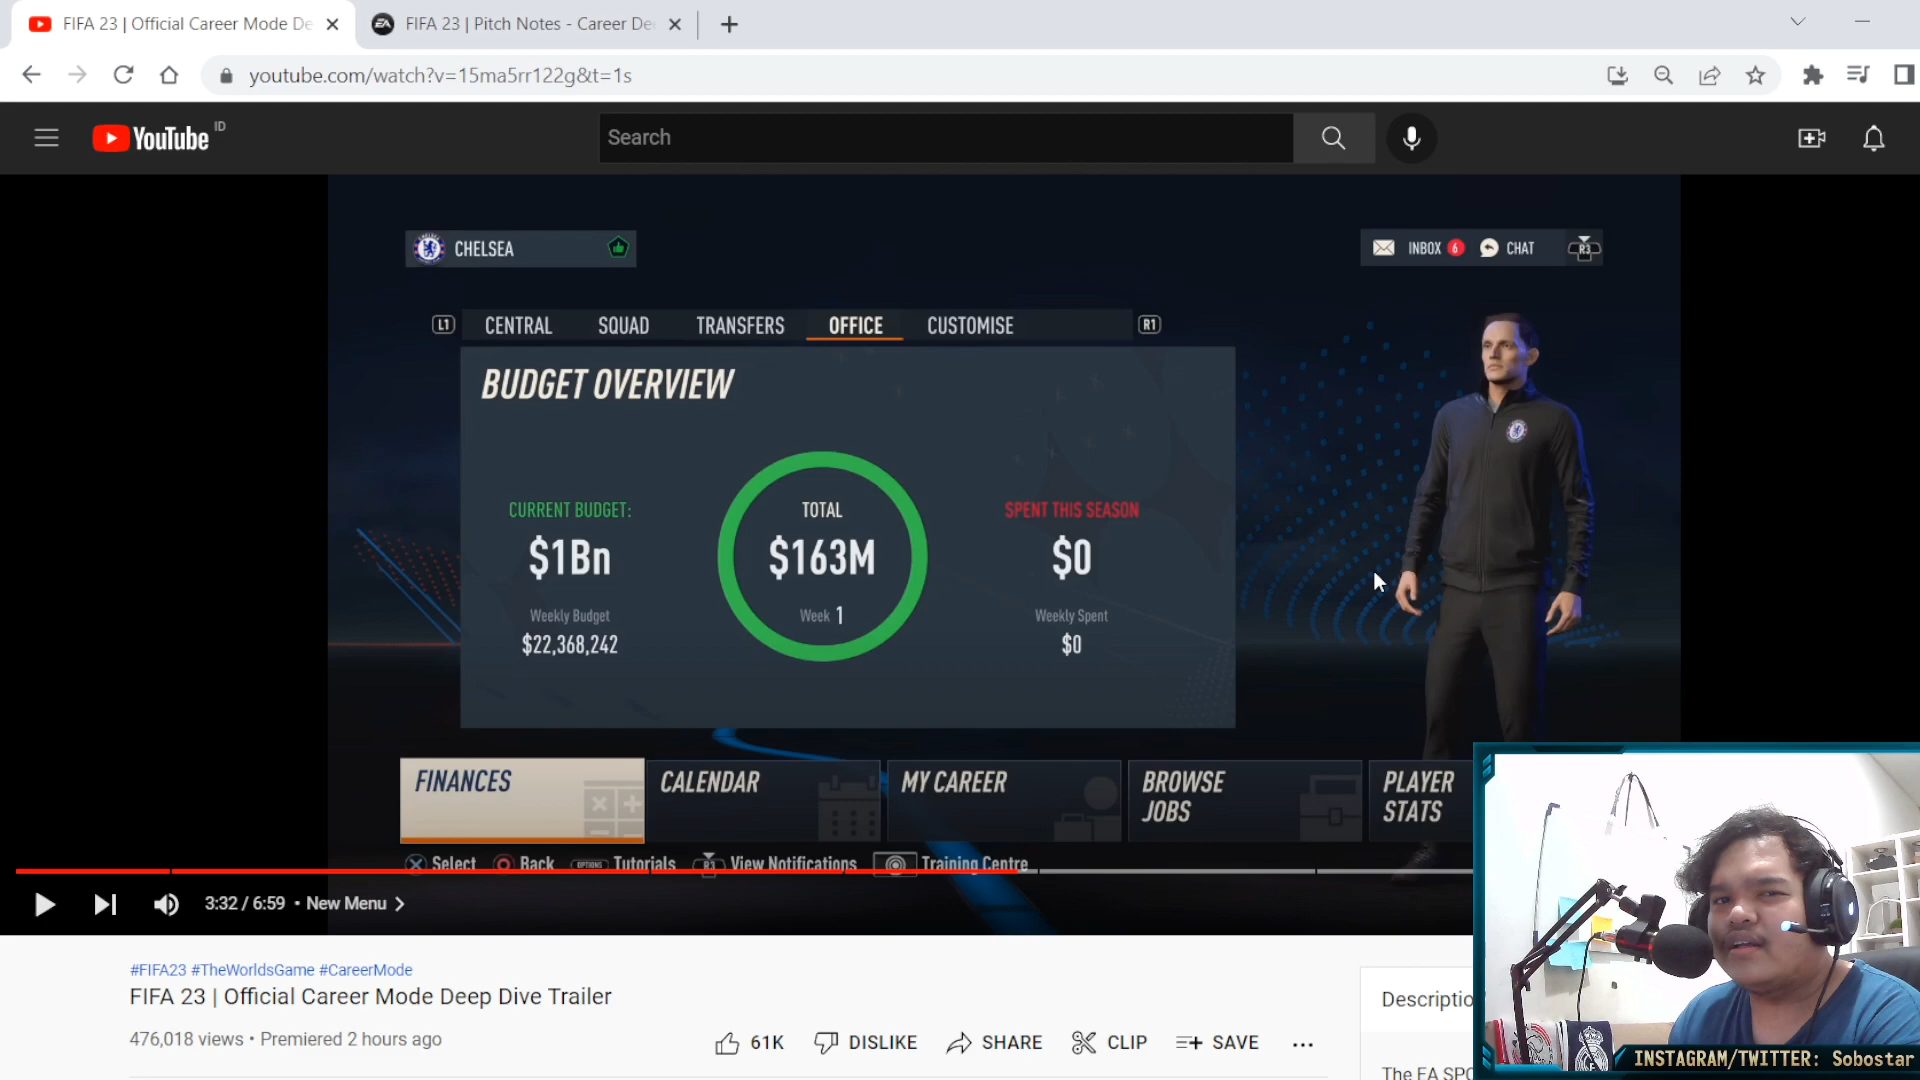 FIFA 23 | Official Career Mode De
FIFA 23 | Pitch Notes - Career De
youtube.com/watch?v=15ma5rr122g&t=1s
YouTube ID
Search
CHELSEA
INBOX 6 CHAT R3
L1 CENTRAL SQUAD TRANSFERS OFFICE CUSTOMISE R1
BUDGET OVERVIEW
CURRENT BUDGET: TOTAL SPENT THIS SEASON
$1Bn $163M $0
Weekly Budget Week 1 Weekly Spent
$22,368,242 $0
FINANCES CALENDAR MY CAREER BROWSE JOBS PLAYER STATS
Select Back OPTIONS Tutorials R3 View Notifications Training Centre
3:32 / 6:59 • New Menu
#FIFA23 #TheWorldsGame #CareerMode
FIFA 23 | Official Career Mode Deep Dive Trailer
476,018 views • Premiered 2 hours ago
61K DISLIKE SHARE CLIP SAVE
Descriptio
The EA SPO
INSTAGRAM/TWITTER: Sobostar